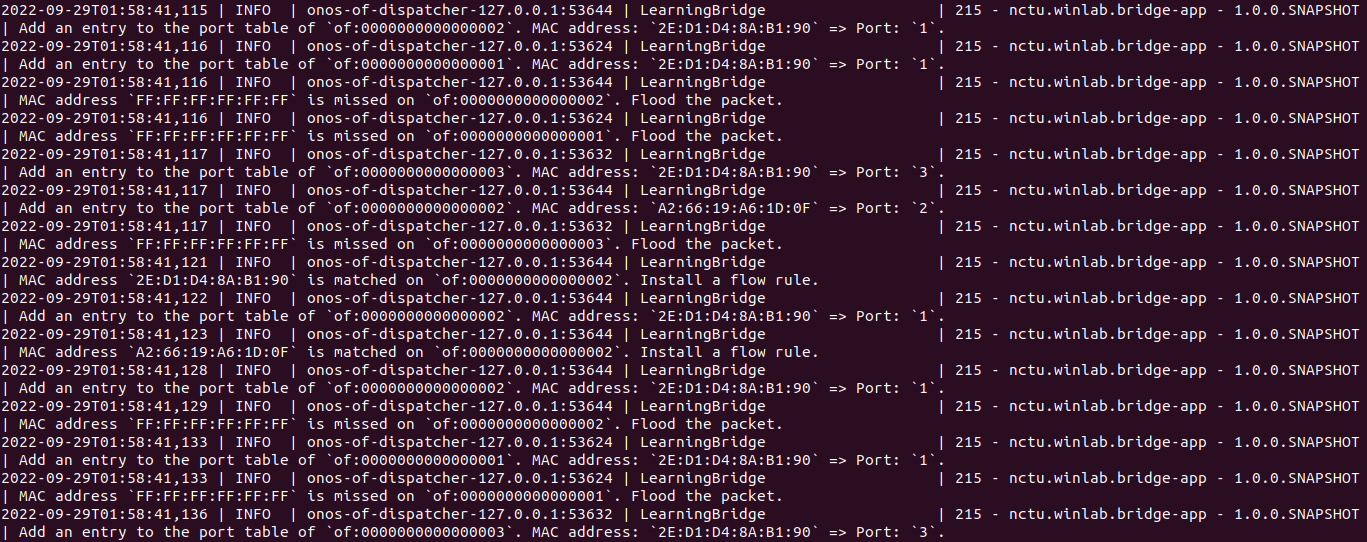 2022-09-29T01:58:41,115 | INFO  | onos-of-dispatcher-127.0.0.1:53644 | LearningBridge                   | 215 - nctu.winlab.bridge-app - 1.0.0.SNAPSHOT
| Add an entry to the port table of `of:0000000000000002`. MAC address: `2E:D1:D4:8A:B1:90` => Port: `1`.
2022-09-29T01:58:41,116 | INFO  | onos-of-dispatcher-127.0.0.1:53624 | LearningBridge                   | 215 - nctu.winlab.bridge-app - 1.0.0.SNAPSHOT
| Add an entry to the port table of `of:0000000000000001`. MAC address: `2E:D1:D4:8A:B1:90` => Port: `1`.
2022-09-29T01:58:41,116 | INFO  | onos-of-dispatcher-127.0.0.1:53644 | LearningBridge                   | 215 - nctu.winlab.bridge-app - 1.0.0.SNAPSHOT
| MAC address `FF:FF:FF:FF:FF:FF` is missed on `of:0000000000000002`. Flood the packet.
2022-09-29T01:58:41,116 | INFO  | onos-of-dispatcher-127.0.0.1:53624 | LearningBridge                   | 215 - nctu.winlab.bridge-app - 1.0.0.SNAPSHOT
| MAC address `FF:FF:FF:FF:FF:FF` is missed on `of:0000000000000001`. Flood the packet.
2022-09-29T01:58:41,117 | INFO  | onos-of-dispatcher-127.0.0.1:53632 | LearningBridge                   | 215 - nctu.winlab.bridge-app - 1.0.0.SNAPSHOT
| Add an entry to the port table of `of:0000000000000003`. MAC address: `2E:D1:D4:8A:B1:90` => Port: `3`.
2022-09-29T01:58:41,117 | INFO  | onos-of-dispatcher-127.0.0.1:53644 | LearningBridge                   | 215 - nctu.winlab.bridge-app - 1.0.0.SNAPSHOT
| Add an entry to the port table of `of:0000000000000002`. MAC address: `A2:66:19:A6:1D:0F` => Port: `2`.
2022-09-29T01:58:41,117 | INFO  | onos-of-dispatcher-127.0.0.1:53632 | LearningBridge                   | 215 - nctu.winlab.bridge-app - 1.0.0.SNAPSHOT
| MAC address `FF:FF:FF:FF:FF:FF` is missed on `of:0000000000000003`. Flood the packet.
2022-09-29T01:58:41,121 | INFO  | onos-of-dispatcher-127.0.0.1:53644 | LearningBridge                   | 215 - nctu.winlab.bridge-app - 1.0.0.SNAPSHOT
| MAC address `2E:D1:D4:8A:B1:90` is matched on `of:0000000000000002`. Install a flow rule.
2022-09-29T01:58:41,122 | INFO  | onos-of-dispatcher-127.0.0.1:53644 | LearningBridge                   | 215 - nctu.winlab.bridge-app - 1.0.0.SNAPSHOT
| Add an entry to the port table of `of:0000000000000002`. MAC address: `2E:D1:D4:8A:B1:90` => Port: `1`.
2022-09-29T01:58:41,123 | INFO  | onos-of-dispatcher-127.0.0.1:53644 | LearningBridge                   | 215 - nctu.winlab.bridge-app - 1.0.0.SNAPSHOT
| MAC address `A2:66:19:A6:1D:0F` is matched on `of:0000000000000002`. Install a flow rule.
2022-09-29T01:58:41,128 | INFO  | onos-of-dispatcher-127.0.0.1:53644 | LearningBridge                   | 215 - nctu.winlab.bridge-app - 1.0.0.SNAPSHOT
| Add an entry to the port table of `of:0000000000000002`. MAC address: `2E:D1:D4:8A:B1:90` => Port: `1`.
2022-09-29T01:58:41,129 | INFO  | onos-of-dispatcher-127.0.0.1:53644 | LearningBridge                   | 215 - nctu.winlab.bridge-app - 1.0.0.SNAPSHOT
| MAC address `FF:FF:FF:FF:FF:FF` is missed on `of:0000000000000002`. Flood the packet.
2022-09-29T01:58:41,133 | INFO  | onos-of-dispatcher-127.0.0.1:53624 | LearningBridge                   | 215 - nctu.winlab.bridge-app - 1.0.0.SNAPSHOT
| Add an entry to the port table of `of:0000000000000001`. MAC address: `2E:D1:D4:8A:B1:90` => Port: `1`.
2022-09-29T01:58:41,133 | INFO  | onos-of-dispatcher-127.0.0.1:53624 | LearningBridge                   | 215 - nctu.winlab.bridge-app - 1.0.0.SNAPSHOT
| MAC address `FF:FF:FF:FF:FF:FF` is missed on `of:0000000000000001`. Flood the packet.
2022-09-29T01:58:41,136 | INFO  | onos-of-dispatcher-127.0.0.1:53632 | LearningBridge                   | 215 - nctu.winlab.bridge-app - 1.0.0.SNAPSHOT
| Add an entry to the port table of `of:0000000000000003`. MAC address: `2E:D1:D4:8A:B1:90` => Port: `3`.